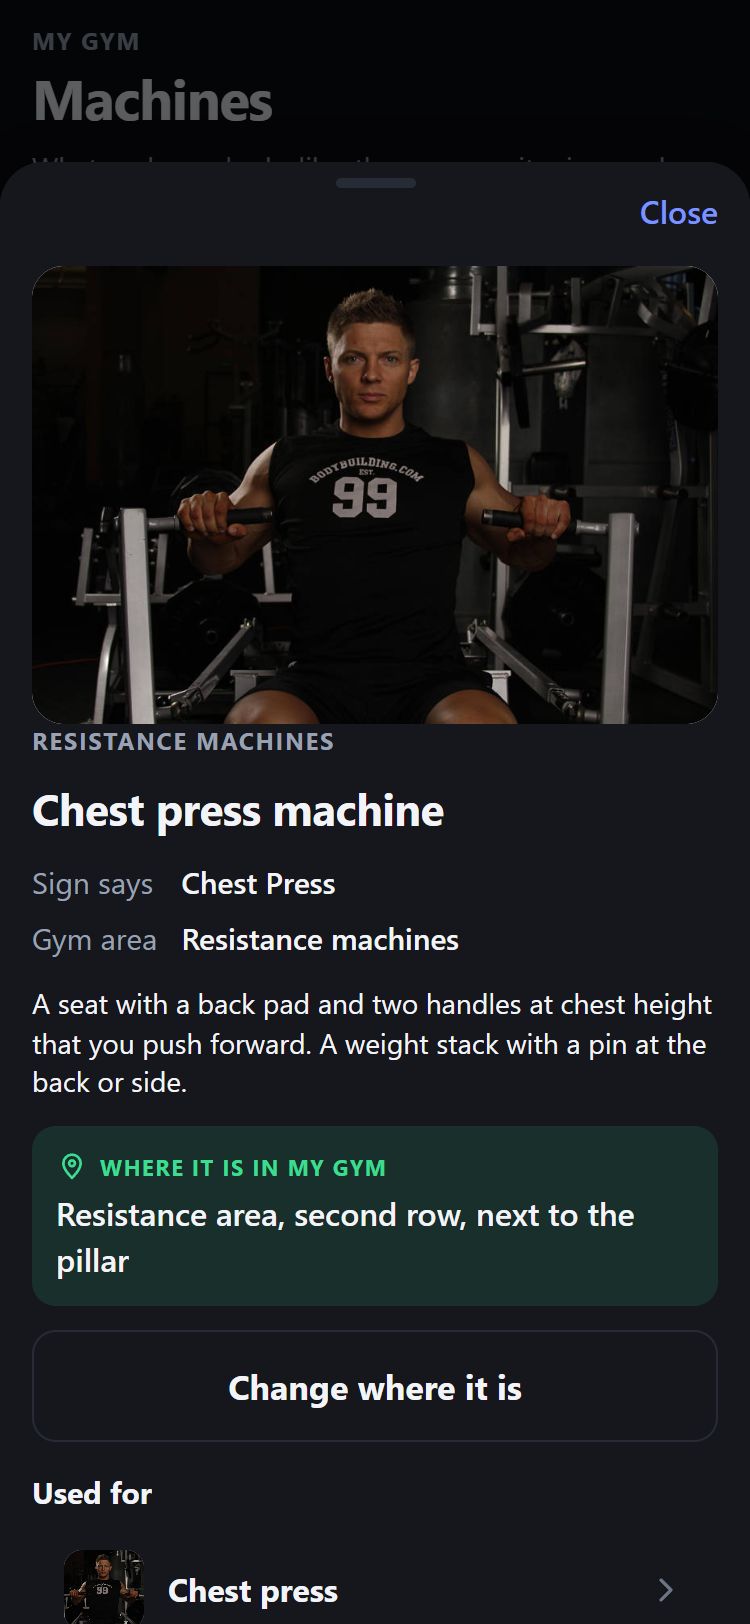 MY GYM
Machines
Close
BODYBUILDING.COM
EST.
99
RESISTANCE MACHINES
Chest press machine
Sign says Chest Press
Gym area Resistance machines
A seat with a back pad and two handles at chest height
that you push forward. A weight stack with a pin at the
back or side.
WHERE IT IS IN MY GYM
Resistance area, second row, next to the
pillar
Change where it is
Used for
99
Chest press